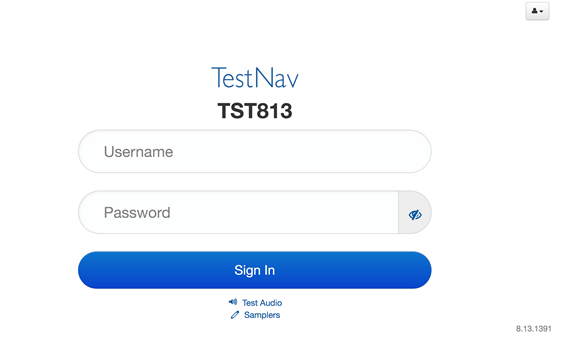 TestNav
TST813
Username
Password
Sign In
Test Audio
Samplers
8.13.1391